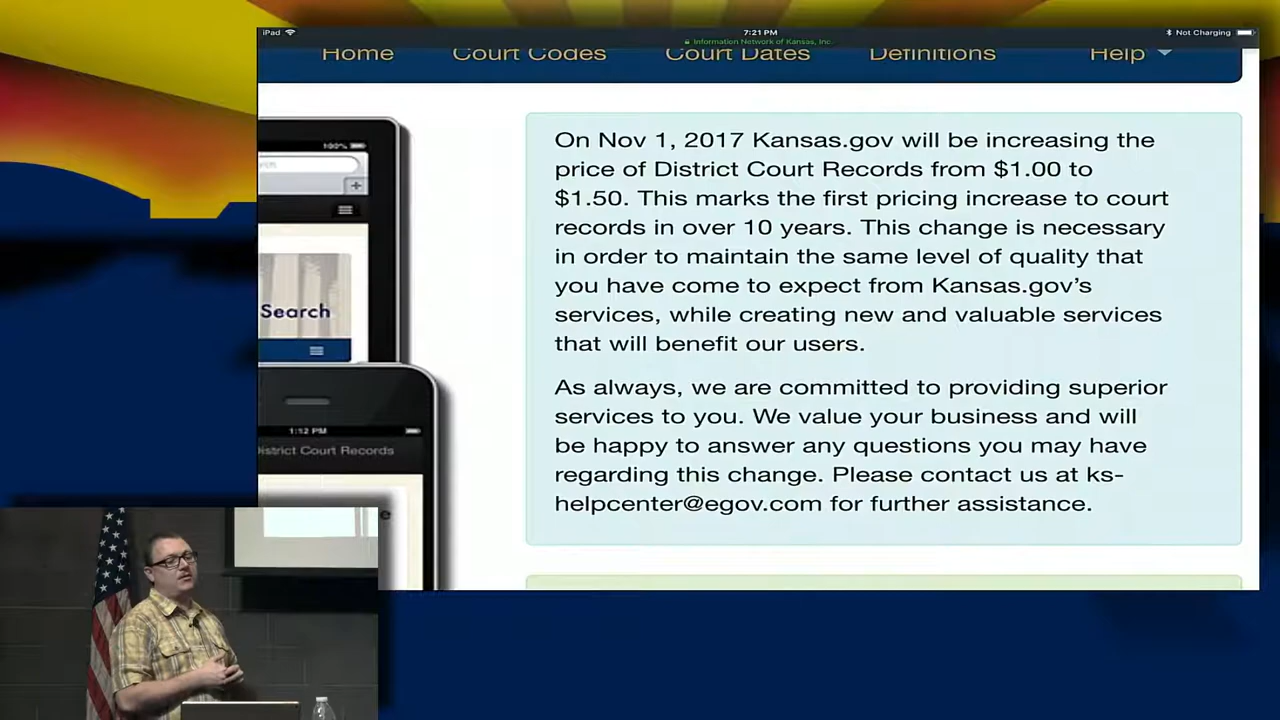 iPad
7:21 PM
Not Charging
Information Network of Kansas, Inc.
Home Court Codes Court Dates Definitions Help
100%
Search
1:12 PM
District Court Records
On Nov 1, 2017 Kansas.gov will be increasing the
price of District Court Records from $1.00 to
$1.50. This marks the first pricing increase to court
records in over 10 years. This change is necessary
in order to maintain the same level of quality that
you have come to expect from Kansas.gov’s
services, while creating new and valuable services
that will benefit our users.
As always, we are committed to providing superior
services to you. We value your business and will
be happy to answer any questions you may have
regarding this change. Please contact us at ks-
helpcenter@egov.com for further assistance.